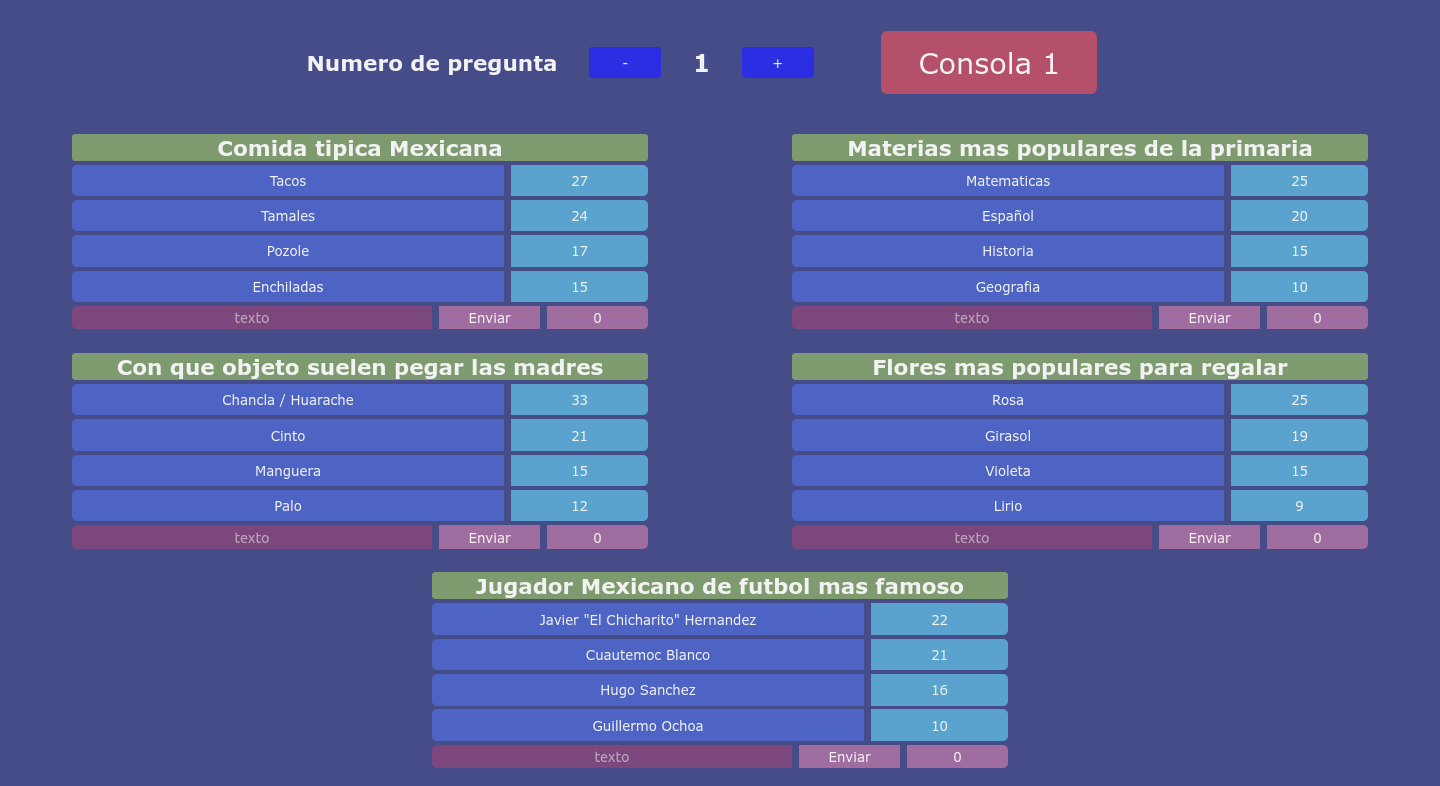 Numero de pregunta - 1 + Consola 1
Comida tipica Mexicana
Tacos 27
Tamales 24
Pozole 17
Enchiladas 15
texto Enviar 0
Materias mas populares de la primaria
Matematicas 25
Español 20
Historia 15
Geografia 10
texto Enviar 0
Con que objeto suelen pegar las madres
Chancla / Huarache 33
Cinto 21
Manguera 15
Palo 12
texto Enviar 0
Flores mas populares para regalar
Rosa 25
Girasol 19
Violeta 15
Lirio 9
texto Enviar 0
Jugador Mexicano de futbol mas famoso
Javier "El Chicharito" Hernandez 22
Cuautemoc Blanco 21
Hugo Sanchez 16
Guillermo Ochoa 10
texto Enviar 0